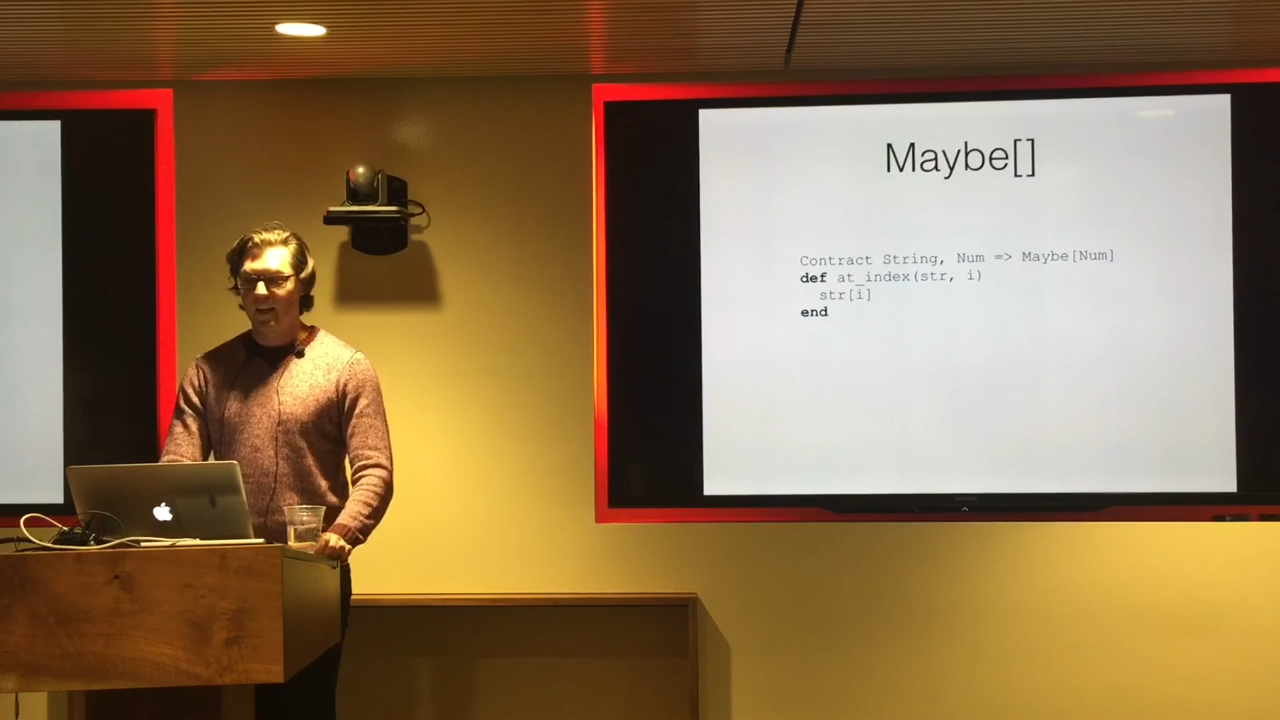 Maybe[]
Contract String, Num => Maybe[Num]
def at_index(str, i)
str[i]
end